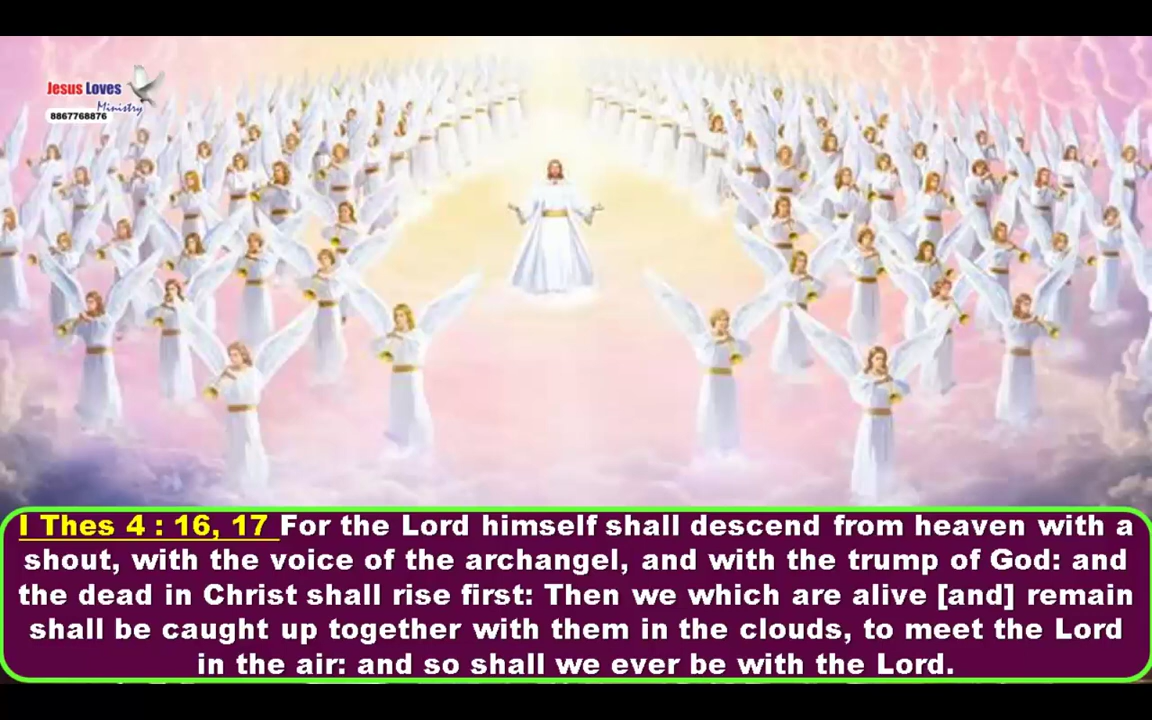 Jesus Loves
Ministry
8867768876
I Thes 4 : 16, 17 For the Lord himself shall descend from heaven with a
shout, with the voice of the archangel, and with the trump of God: and
the dead in Christ shall rise first: Then we which are alive [and] remain
shall be caught up together with them in the clouds, to meet the Lord
in the air: and so shall we ever be with the Lord.